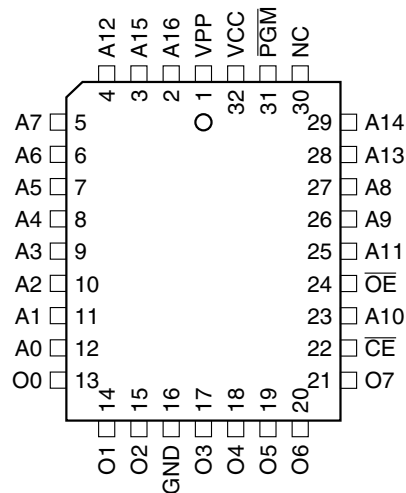 A12 A15 A16 VPP VCC P̅G̅M̅ NC
4 3 2 1 32 31 30
A7 5 29 A14
A6 6 28 A13
A5 7 27 A8
A4 8 26 A9
A3 9 25 A11
A2 10 24 O̅E̅
A1 11 23 A10
A0 12 22 C̅E̅
O0 13 21 O7
14 15 16 17 18 19 20
O1 O2 GND O3 O4 O5 O6